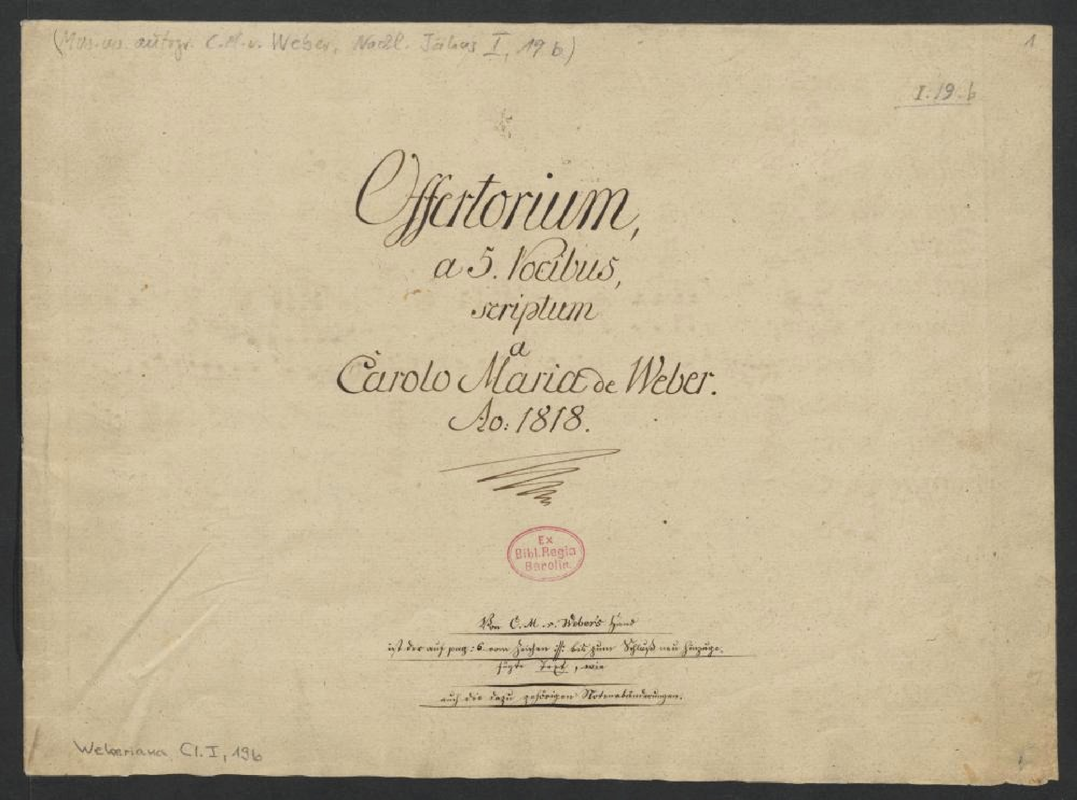 (Mus. ms. autogr. C. M. v. Weber, Nachl. Jähns I, 19 b)
1
I. 19. b
Offertorium,
a 5. Vocibus,
scriptum
a
Carolo Maria de Weber.
Ao: 1818.
Ex
Bibl. Regia
Berolin.
Von C. M. v. Weber's Hand
ist der auf pag: 6 vom Zeichen bis zum Schluß neu hinzuge-
fügte Text, wie
auch die dazu gehörigen Notenabänderungen.
Weberiana Cl. I, 19b